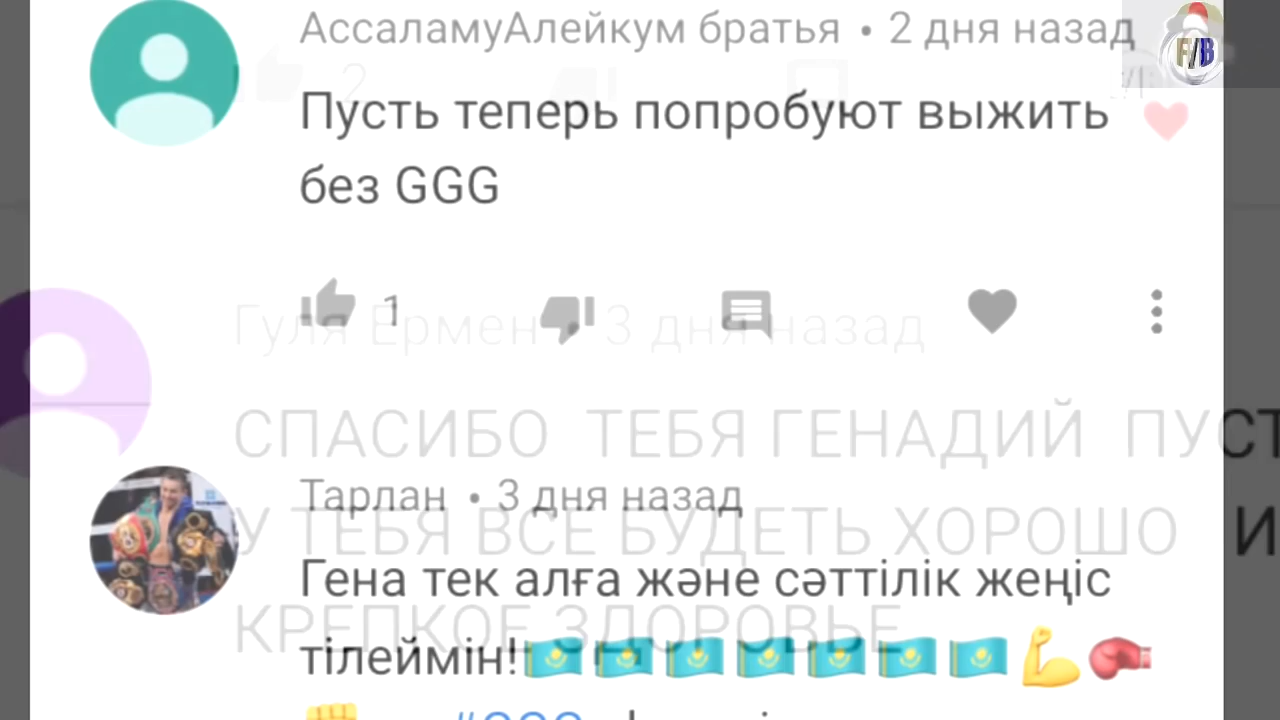 АссаламуАлейкум братья • 2 дня назад
F/B
Пусть теперь попробуют выжить
без GGG
1
Гуля Ермен • 3 дня назад
СПАСИБО ТЕБЯ ГЕНАДИЙ ПУСТ
Тарлан • 3 дня назад
У ТЕБЯ ВСЕ БУДЕТЬ ХОРОШО И
Гена тек алға және сәттілік жеңіс
КРЕПКОЕ ЗДОРОВЬЕ
тілеймін!🇰🇿🇰🇿🇰🇿🇰🇿🇰🇿🇰🇿🇰🇿💪🥊